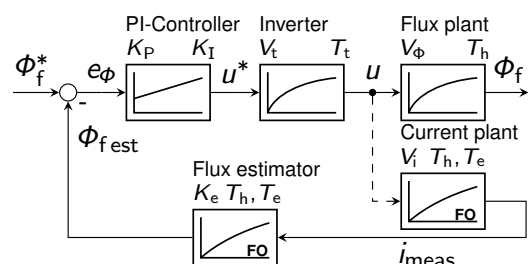 PI-Controller
Inverter
Flux plant
K_P K_I
V_t T_t
V_Φ T_h
Φ_f^*
e_Φ
u*
u
Φ_f
-
Φ_f est
Current plant
V_i T_h, T_e
FO
Flux estimator
K_e T_h, T_e
FO
i_meas